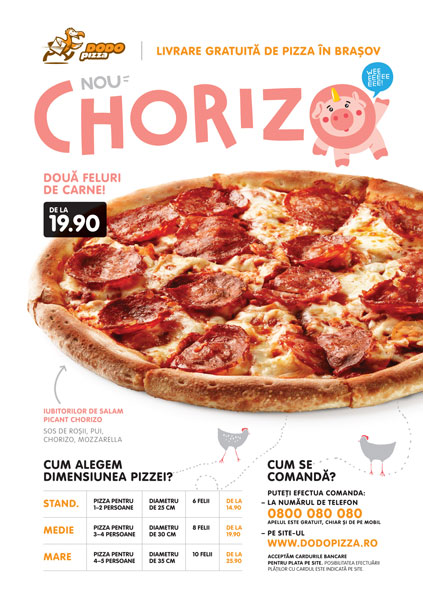 DODO
pizza
LIVRARE GRATUITĂ DE PIZZA ÎN BRAȘOV
NOU
CHORIZO
WEE
EEEEEE
EEE!
DOUĂ FELURI
DE CARNE!
DE LA
19.90
IUBITORILOR DE SALAM
PICANT CHORIZO
SOS DE ROȘII, PUI,
CHORIZO, MOZZARELLA
CUM ALEGEM
DIMENSIUNEA PIZZEI?
STAND. PIZZA PENTRU 1–2 PERSOANE DIAMETRU DE 25 CM 6 FELII DE LA 14.90
MEDIE PIZZA PENTRU 3–4 PERSOANE DIAMETRU DE 30 CM 8 FELII DE LA 19.90
MARE PIZZA PENTRU 4–5 PERSOANE DIAMETRU DE 35 CM 10 FELII DE LA 25.90
CUM SE
COMANDĂ?
PUTEȚI EFECTUA COMANDA:
– LA NUMĂRUL DE TELEFON
0800 080 080
APELUL ESTE GRATUIT, CHIAR ȘI DE PE MOBIL
– PE SITE-UL
WWW.DODOPIZZA.RO
ACCEPTĂM CARDURILE BANCARE
PENTRU PLATA PE SITE. POSIBILITATEA EFECTUĂRII
PLĂȚILOR CU CARDUL ESTE INDICATĂ PE SITE